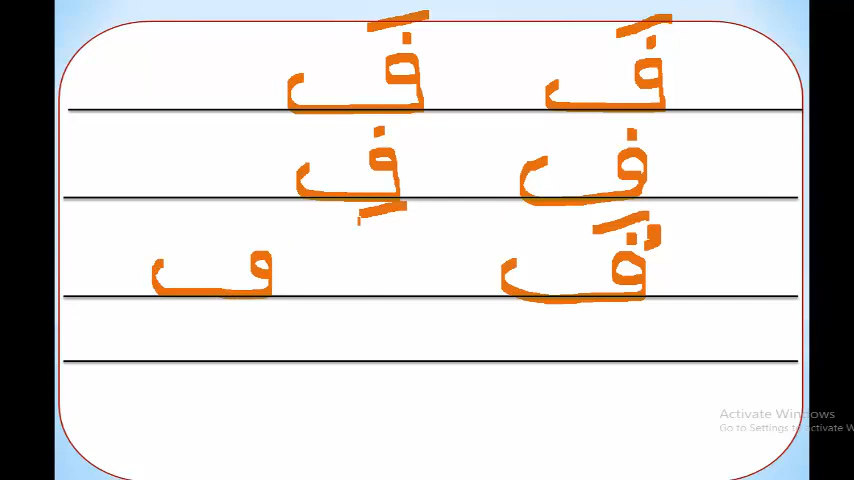 فَ فَ
ف فِ
فَ ڡ
Activate Windows
Go to Settings to activate W